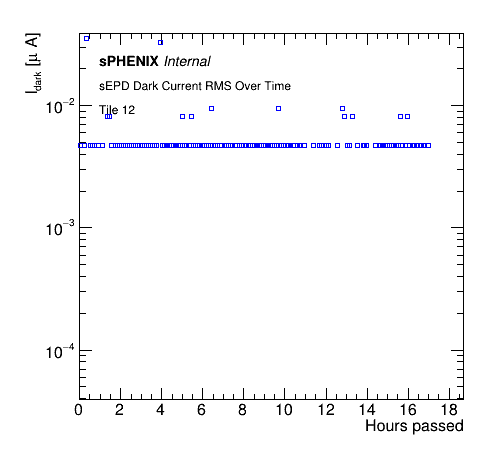 sPHENIX Internal
sEPD Dark Current RMS Over Time
Tile 12
I_dark [μ A]
10⁻²
10⁻³
10⁻⁴
0 2 4 6 8 10 12 14 16 18
Hours passed